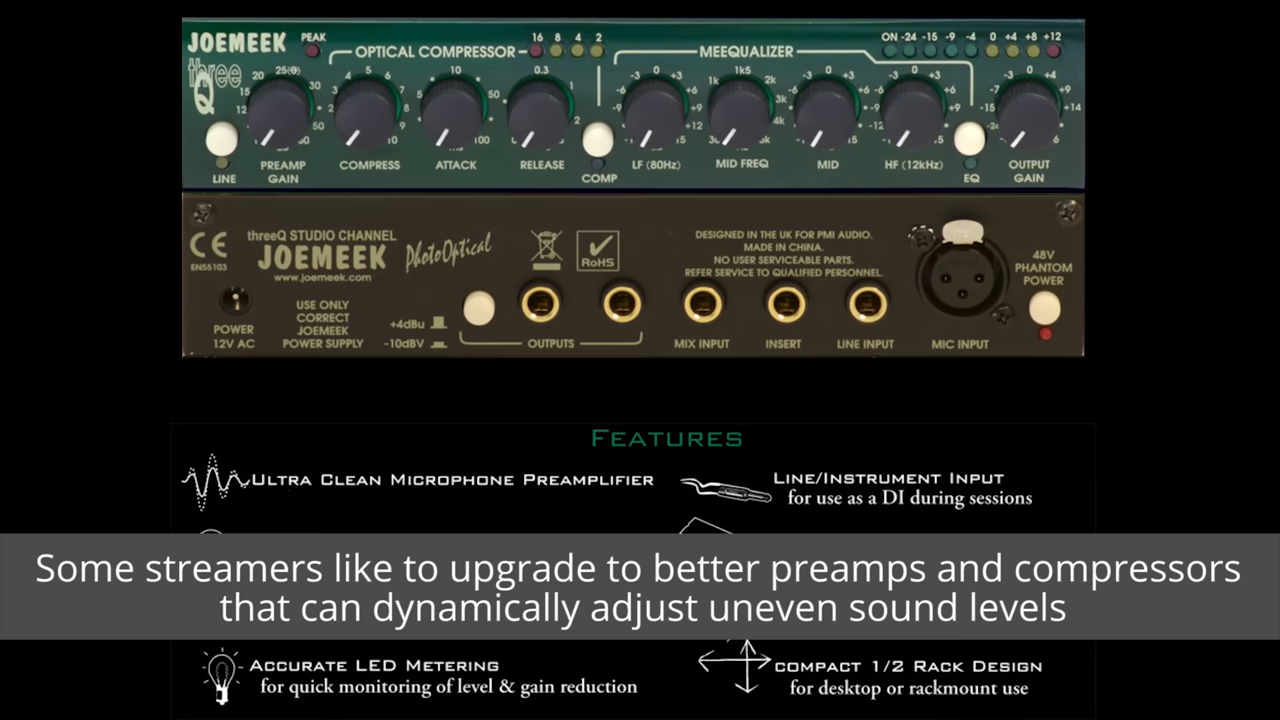 JOEMEEK
three
Q
PEAK
OPTICAL COMPRESSOR
16 8 4 2
MEEQUALIZER
ON -24 -15 -9 -4 0 +4 +8 +12
LINE
PREAMP
GAIN
COMPRESS
ATTACK
RELEASE
COMP
LF (80Hz)
MID FREQ
MID
HF (12kHz)
EQ
OUTPUT
GAIN
CE
EN55103
threeQ STUDIO CHANNEL
JOEMEEK
www.joemeek.com
PhotoOptical
RoHS
DESIGNED IN THE UK FOR PMI AUDIO.
MADE IN CHINA.
NO USER SERVICEABLE PARTS.
REFER SERVICE TO QUALIFIED PERSONNEL.
48V
PHANTOM
POWER
POWER
12V AC
USE ONLY
CORRECT
JOEMEEK
POWER SUPPLY
+4dBu
-10dBV
OUTPUTS
MIX INPUT
INSERT
LINE INPUT
MIC INPUT
FEATURES
ULTRA CLEAN MICROPHONE PREAMPLIFIER
LINE/INSTRUMENT INPUT
for use as a DI during sessions
Some streamers like to upgrade to better preamps and compressors
that can dynamically adjust uneven sound levels
ACCURATE LED METERING
for quick monitoring of level & gain reduction
COMPACT 1/2 RACK DESIGN
for desktop or rackmount use